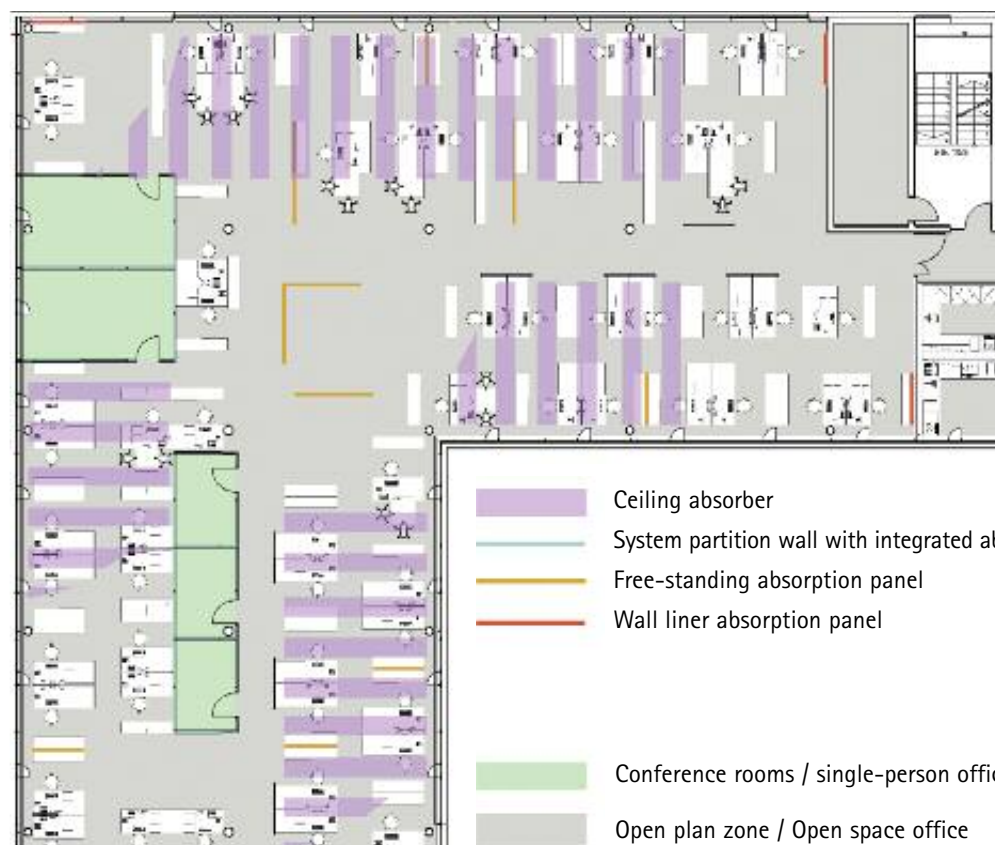 Ceiling absorber
System partition wall with integrated ab
Free-standing absorption panel
Wall liner absorption panel
Conference rooms / single-person offic
Open plan zone / Open space office